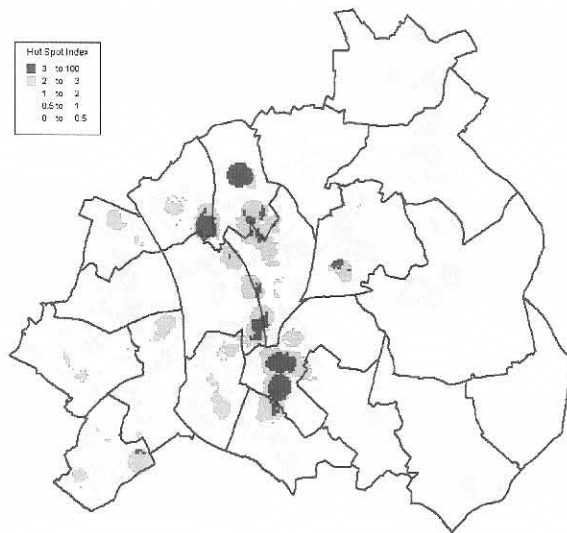 Hot Spot Index
3 to 100
2 to 3
1 to 2
0.5 to 1
0 to 0.5